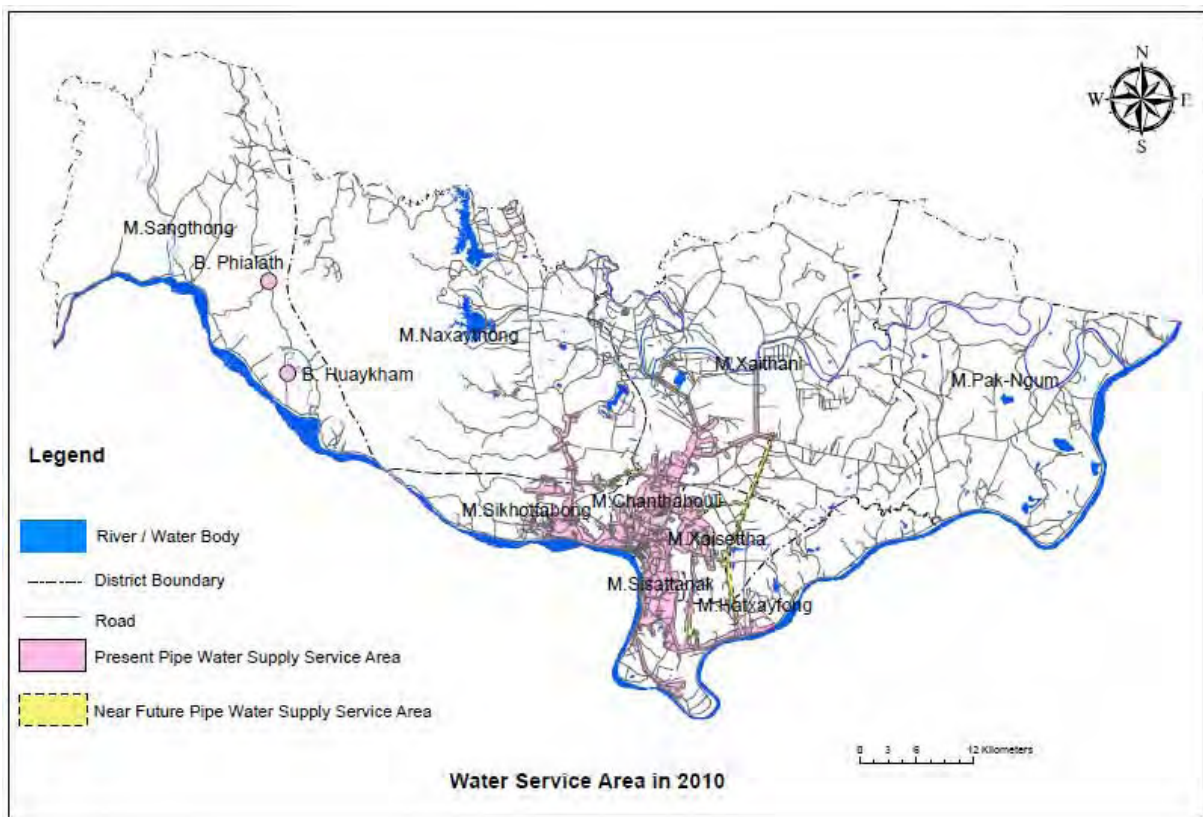 N
W E
S
M.Sangthong
B. Phialath
M.Naxaythong
M.Xaithani
B. Huaykham
M.Pak-Ngum
Legend
M.Chanthabouli
M.Sikhottabong
River / Water Body
M.Xaisettha
District Boundary
M.Sisattanak
M.Hatxayfong
Road
Present Pipe Water Supply Service Area
Near Future Pipe Water Supply Service Area
0 3 6 12 Kilometers
Water Service Area in 2010